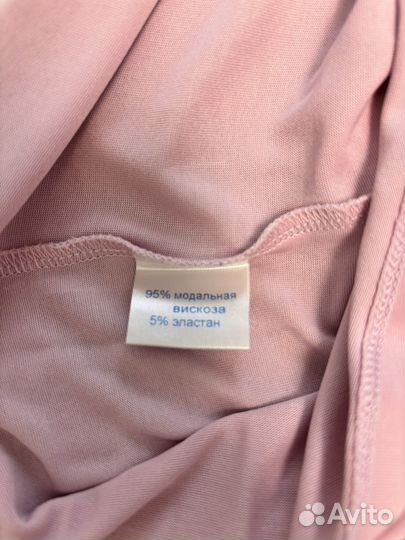 95% модальная
вискоза
5% эластан
Avito